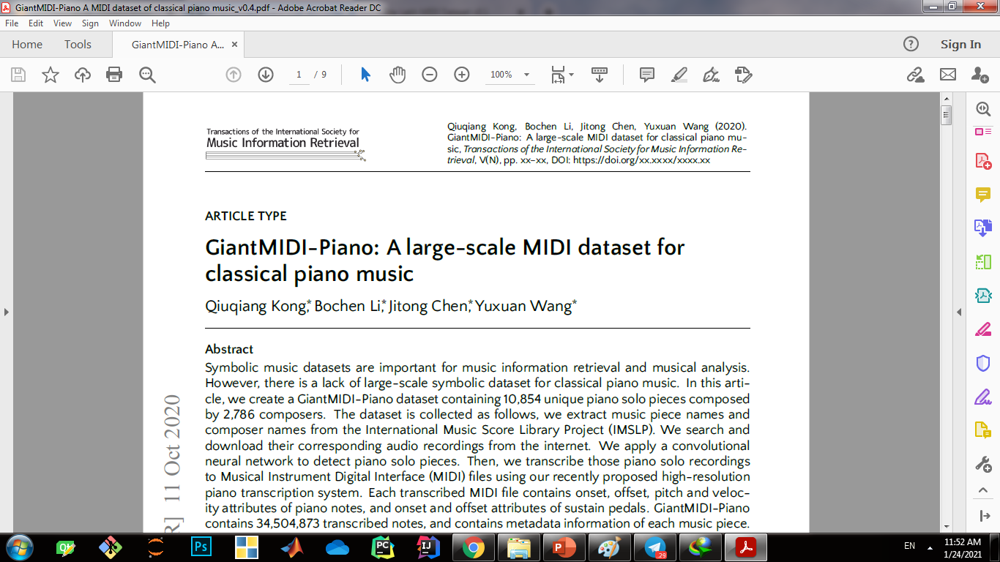 GiantMIDI-Piano A MIDI dataset of classical piano music_v0.4.pdf - Adobe Acrobat Reader DC
File Edit View Sign Window Help
Home Tools GiantMIDI-Piano A... × ? Sign In
1 / 9 100%
Transactions of the International Society for
Music Information Retrieval
Qiuqiang Kong, Bochen Li, Jitong Chen, Yuxuan Wang (2020).
GiantMIDI-Piano: A large-scale MIDI dataset for classical piano mu-
sic, Transactions of the International Society for Music Information Re-
trieval, V(N), pp. xx–xx, DOI: https://doi.org/xx.xxxx/xxxx.xx
ARTICLE TYPE
GiantMIDI-Piano: A large-scale MIDI dataset for
classical piano music
Qiuqiang Kong,* Bochen Li,* Jitong Chen,* Yuxuan Wang*
Abstract
Symbolic music datasets are important for music information retrieval and musical analysis.
However, there is a lack of large-scale symbolic dataset for classical piano music. In this arti-
cle, we create a GiantMIDI-Piano dataset containing 10,854 unique piano solo pieces composed
by 2,786 composers. The dataset is collected as follows, we extract music piece names and
composer names from the International Music Score Library Project (IMSLP). We search and
download their corresponding audio recordings from the internet. We apply a convolutional
neural network to detect piano solo pieces. Then, we transcribe those piano solo recordings
to Musical Instrument Digital Interface (MIDI) files using our recently proposed high-resolution
piano transcription system. Each transcribed MIDI file contains onset, offset, pitch and veloc-
ity attributes of piano notes, and onset and offset attributes of sustain pedals. GiantMIDI-Piano
contains 34,504,873 transcribed notes, and contains metadata information of each music piece.
R] 11 Oct 2020
Qt
Ps
PC
IJ
P
.29
EN
11:52 AM
1/24/2021